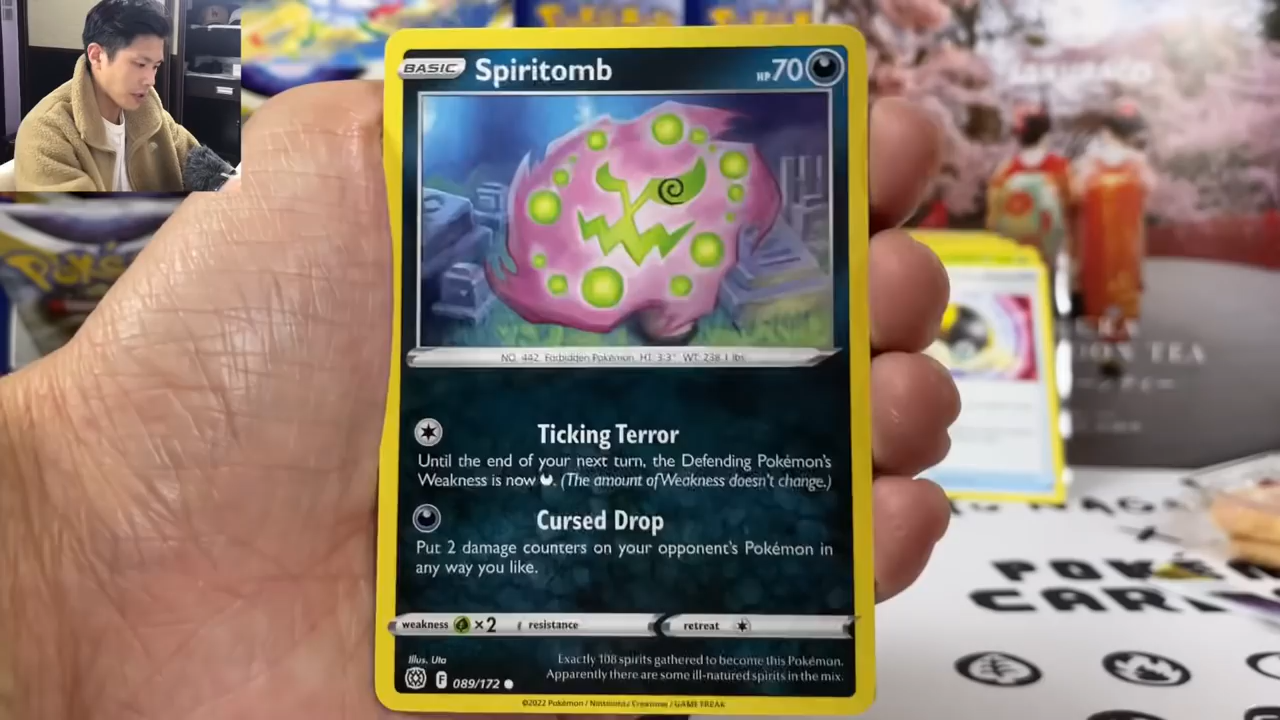 BASIC Spiritomb HP70
NO. 442 Forbidden Pokémon HT: 3'3" WT: 238.1 lbs
Ticking Terror
Until the end of your next turn, the Defending Pokémon's
Weakness is now . (The amount of Weakness doesn't change.)
Cursed Drop
Put 2 damage counters on your opponent's Pokémon in
any way you like.
weakness ×2 resistance retreat
Illus. Uta
Exactly 108 spirits gathered to become this Pokémon.
Apparently there are some ill-natured spirits in the mix.
F 089/172
©2022 Pokémon / Nintendo / Creatures / GAME FREAK
TEA